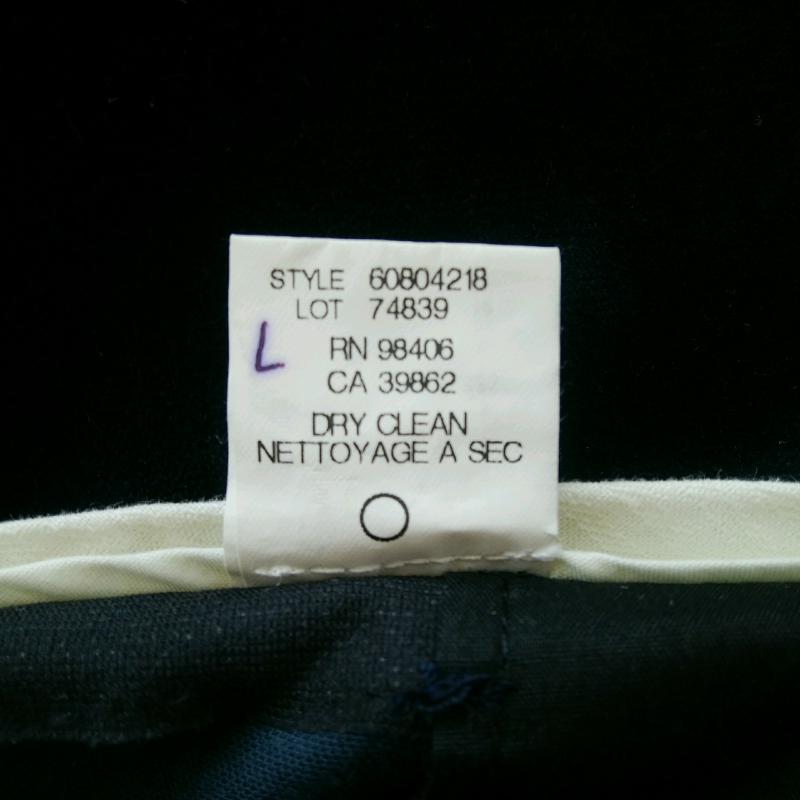 STYLE 60804218
LOT 74839
L
RN 98406
CA 39862
DRY CLEAN
NETTOYAGE A SEC